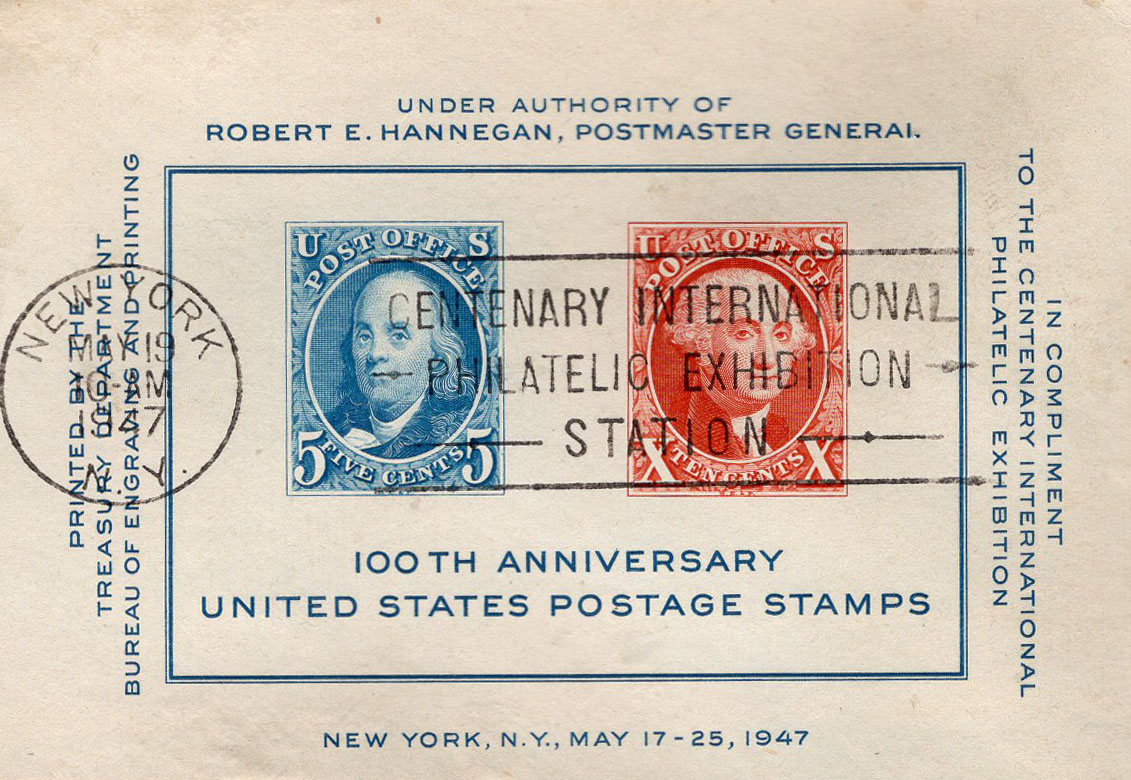 UNDER AUTHORITY OF
ROBERT E. HANNEGAN, POSTMASTER GENERAL.
PRINTED BY THE
TREASURY DEPARTMENT
BUREAU OF ENGRAVING AND PRINTING
NEW YORK
MAY 19
AM
1947
N. Y.
U S
POST OFFICE
5 5
FIVE CENTS
U S
POST OFFICE
X X
TEN CENTS
CENTENARY INTERNATIONAL
PHILATELIC EXHIBITION
STATION
IN COMPLIMENT
TO THE CENTENARY INTERNATIONAL
PHILATELIC EXHIBITION
100TH ANNIVERSARY
UNITED STATES POSTAGE STAMPS
NEW YORK, N.Y., MAY 17-25, 1947